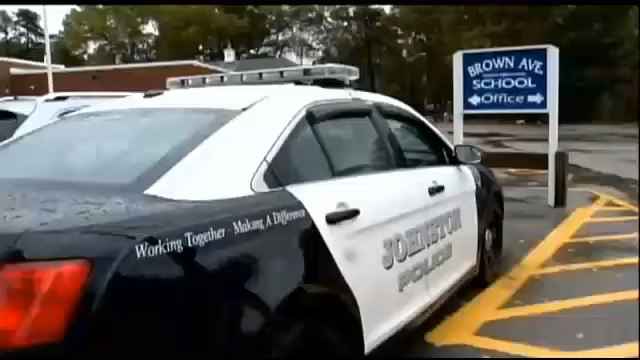 BROWN AVE.
SCHOOL
Office
Working Together - Making A Difference
JOHNSTON
POLICE